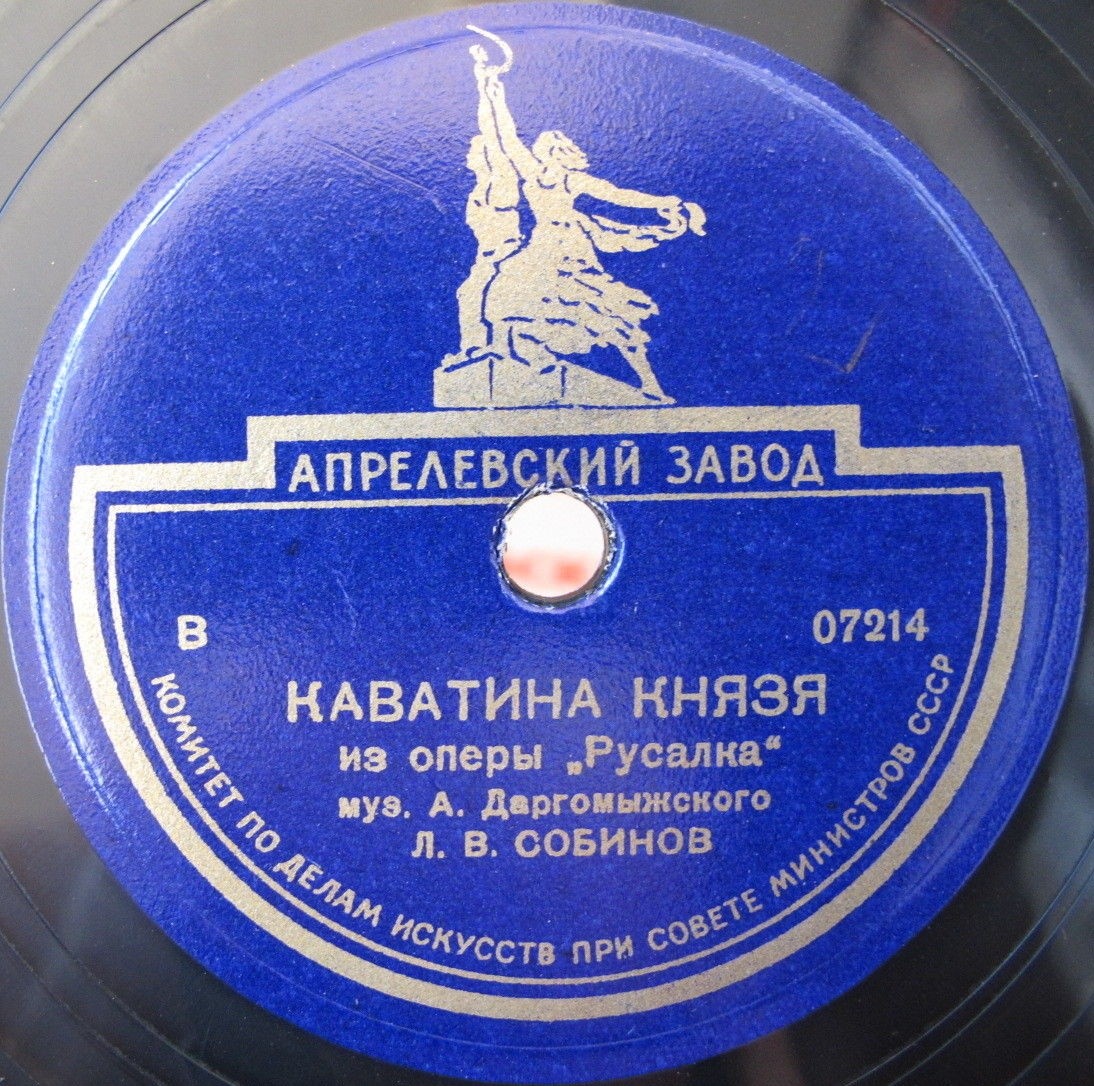 АПРЕЛЕВСКИЙ ЗАВОД
В 07214
КАВАТИНА КНЯЗЯ
из оперы „Русалка“
муз. А. Даргомыжского
Л. В. СОБИНОВ
КОМИТЕТ ПО ДЕЛАМ ИСКУССТВ ПРИ СОВЕТЕ МИНИСТРОВ СССР